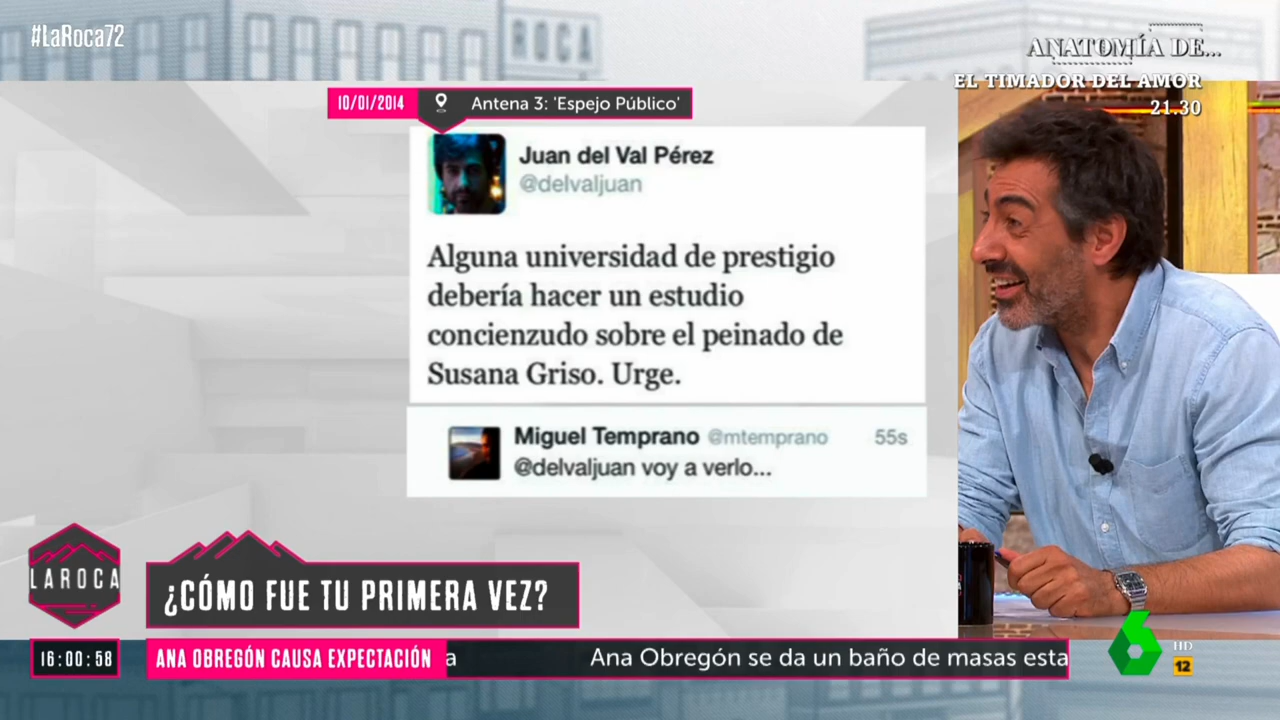 #LaRoca72
ROCA
ANATOMÍA DE...
EL TIMADOR DEL AMOR
21.30
10/01/2014
Antena 3: 'Espejo Público'
Juan del Val Pérez
@delvaljuan
Alguna universidad de prestigio
debería hacer un estudio
concienzudo sobre el peinado de
Susana Griso. Urge.
Miguel Temprano @mtemprano 55s
@delvaljuan voy a verlo...
LAROCA
¿CÓMO FUE TU PRIMERA VEZ?
16:00:58
ANA OBREGÓN CAUSA EXPECTACIÓN
a Ana Obregón se da un baño de masas esta
6
HD
12